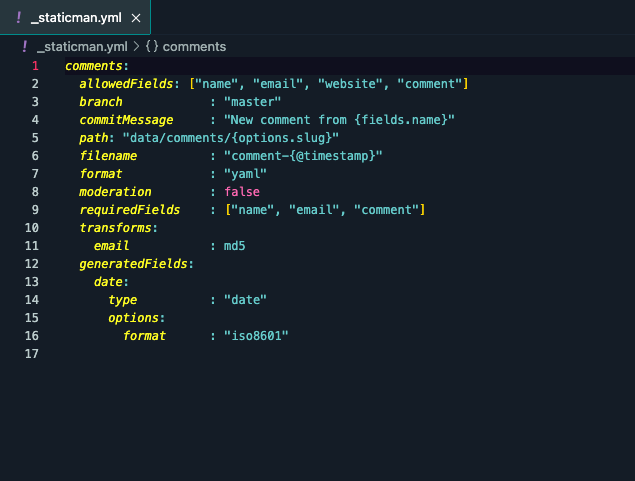 ! _staticman.yml ×
! _staticman.yml > {} comments
1 comments:
2   allowedFields: ["name", "email", "website", "comment"]
3   branch            : "master"
4   commitMessage     : "New comment from {fields.name}"
5   path: "data/comments/{options.slug}"
6   filename          : "comment-{@timestamp}"
7   format            : "yaml"
8   moderation        : false
9   requiredFields    : ["name", "email", "comment"]
10   transforms:
11     email           : md5
12   generatedFields:
13     date:
14       type          : "date"
15       options:
16         format      : "iso8601"
17